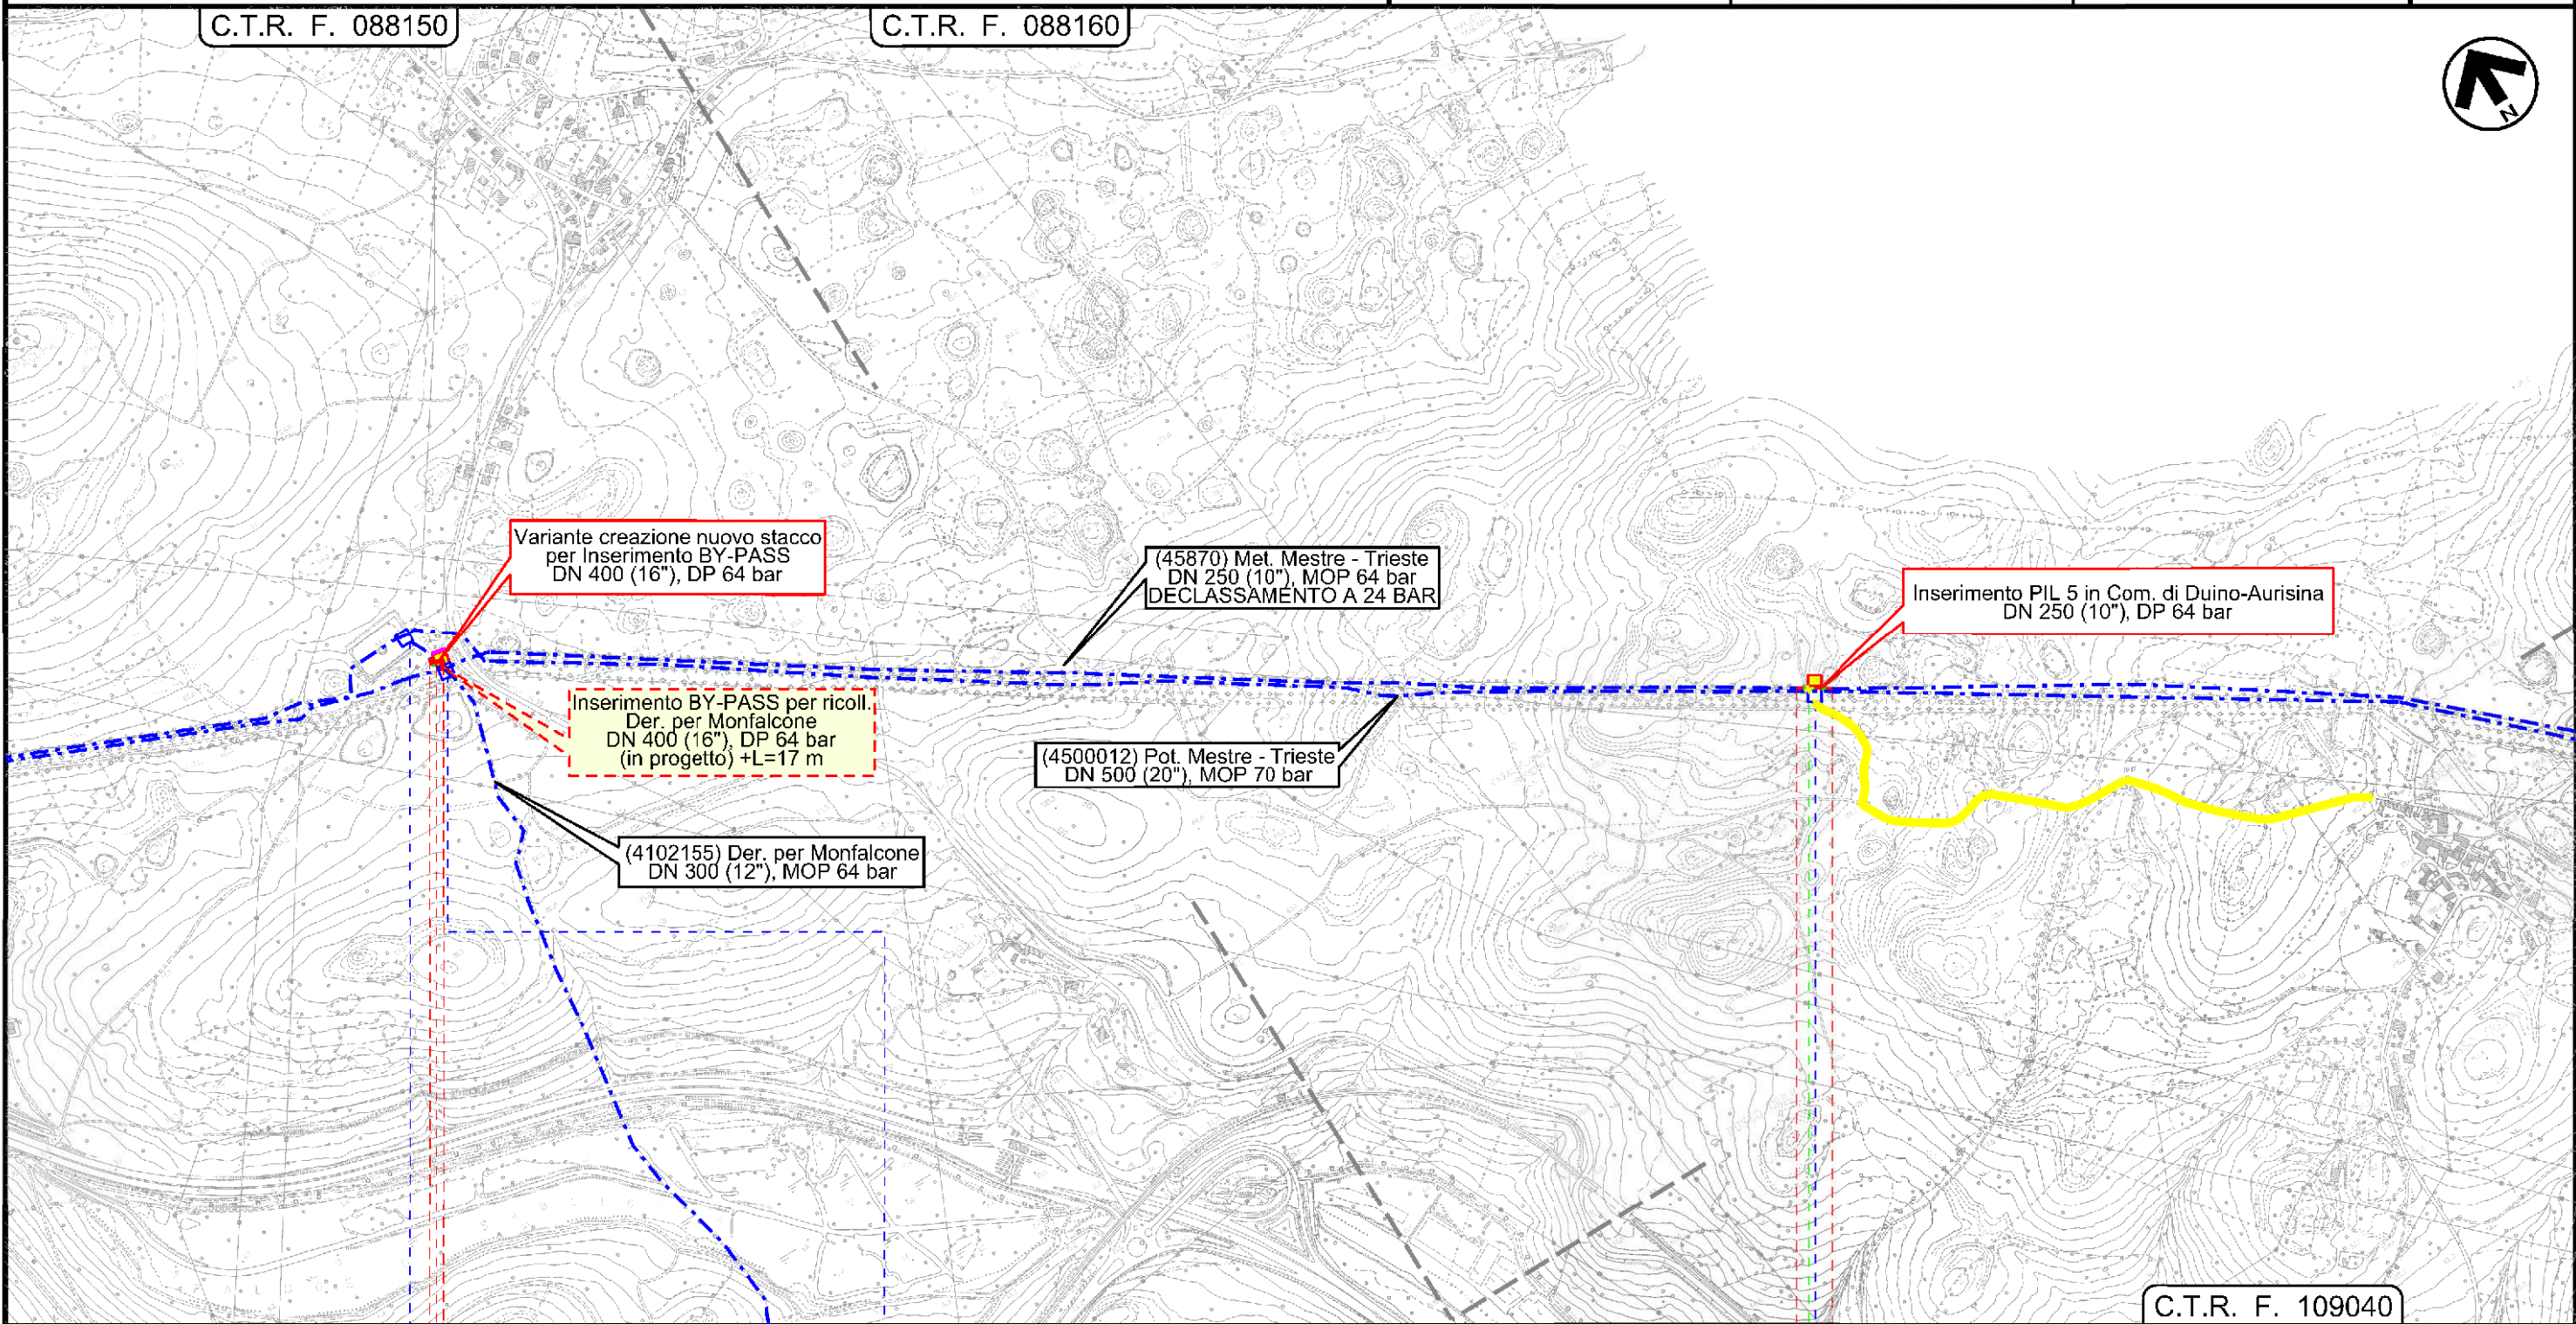 C.T.R. F. 088150
C.T.R. F. 088160
N
Variante creazione nuovo stacco
per Inserimento BY-PASS
DN 400 (16"), DP 64 bar
(45870) Met. Mestre - Trieste
DN 250 (10"), MOP 64 bar
DECLASSAMENTO A 24 BAR
Inserimento PIL 5 in Com. di Duino-Aurisina
DN 250 (10"), DP 64 bar
Inserimento BY-PASS per ricoll.
Der. per Monfalcone
DN 400 (16"), DP 64 bar
(in progetto) +L=17 m
(4500012) Pot. Mestre - Trieste
DN 500 (20"), MOP 70 bar
(4102155) Der. per Monfalcone
DN 300 (12"), MOP 64 bar
C.T.R. F. 109040